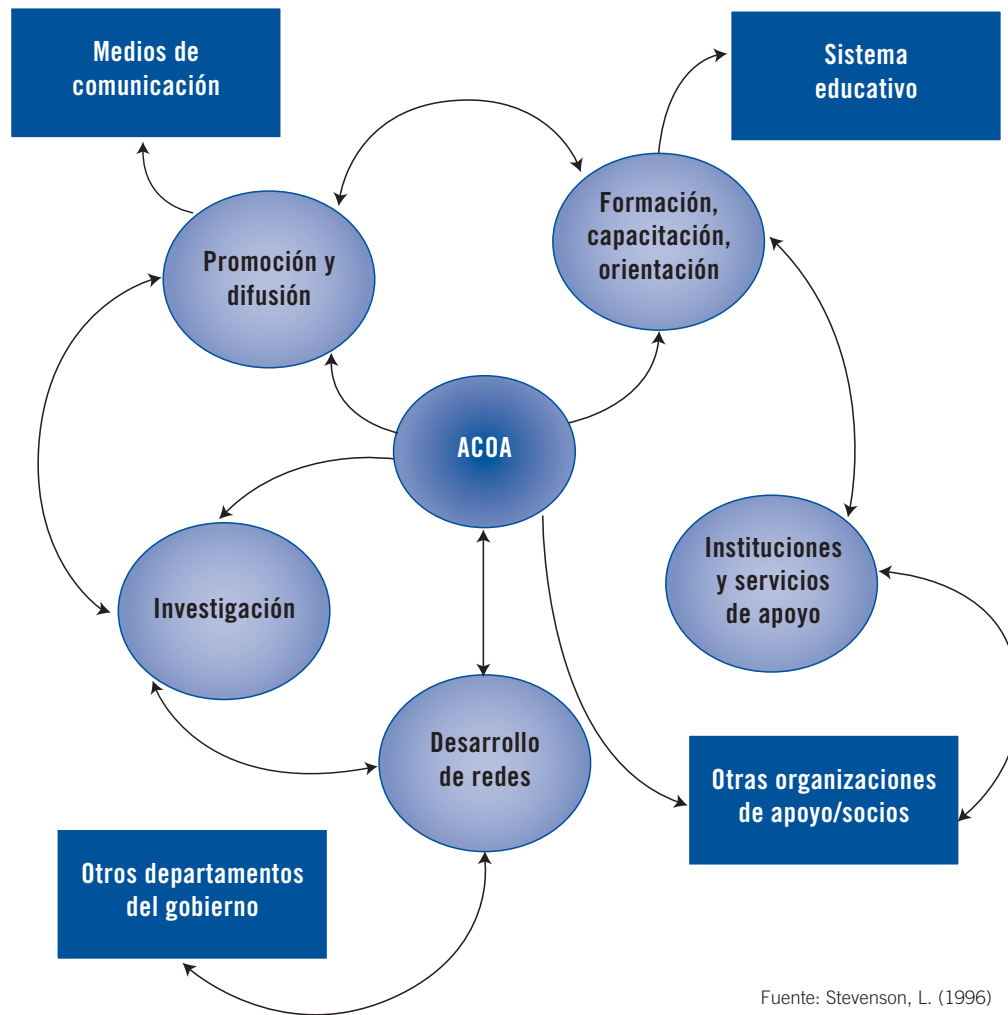 Medios de
comunicación
Sistema
educativo
Formación,
capacitación,
orientación
Promoción y
difusión
ACOA
Instituciones
y servicios
de apoyo
Investigación
Desarrollo
de redes
Otras organizaciones
de apoyo/socios
Otros departamentos
del gobierno
Fuente: Stevenson, L. (1996)